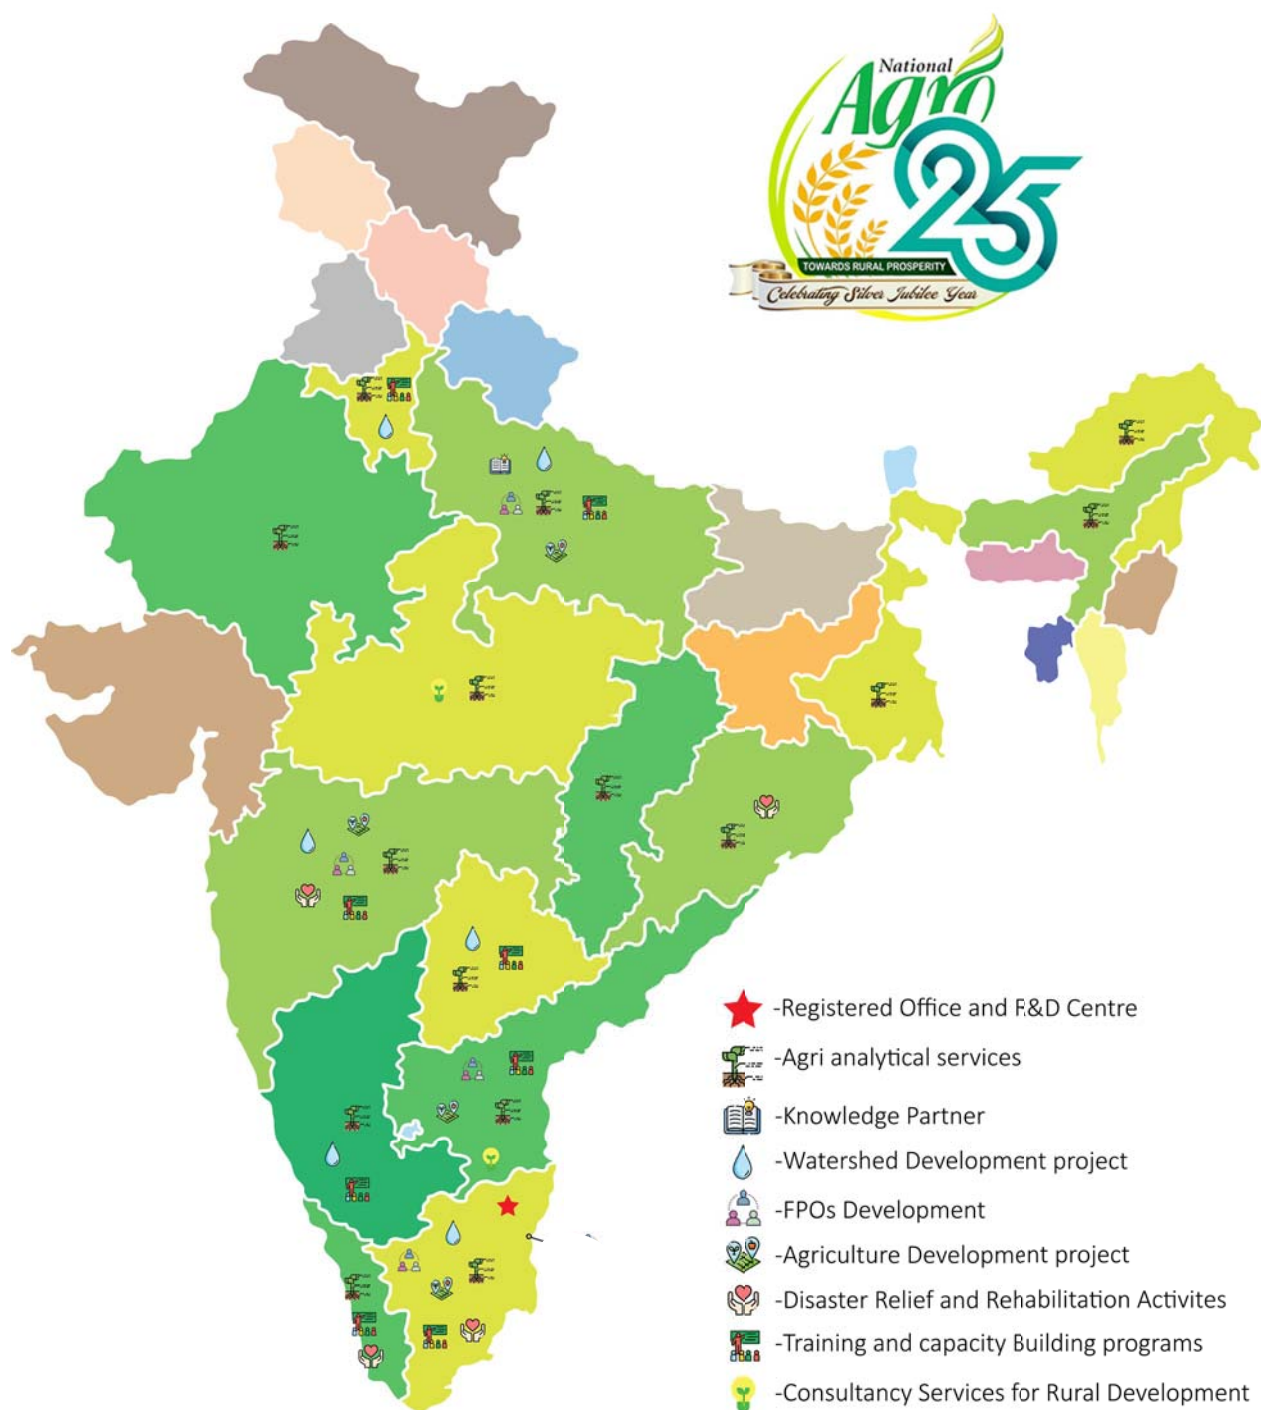 National
Agro
25
TOWARDS RURAL PROSPERITY
Celebrating Silver Jubilee Year
-Registered Office and R&D Centre
-Agri analytical services
-Knowledge Partner
-Watershed Development project
-FPOs Development
-Agriculture Development project
-Disaster Relief and Rehabilitation Activites
-Training and capacity Building programs
-Consultancy Services for Rural Development